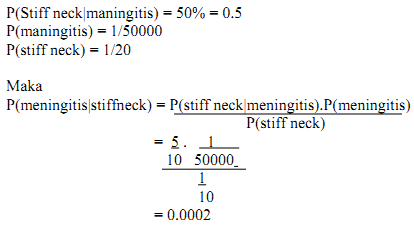 P(Stiff neck|maningitis) = 50% = 0.5
P(maningitis) = 1/50000
P(stiff neck) = 1/20
Maka
P(meningitis|stiffneck) = P(stiff neck|meningitis).P(meningitis)
P(stiff neck)
= 5 . 1
10 50000
1
10
= 0.0002